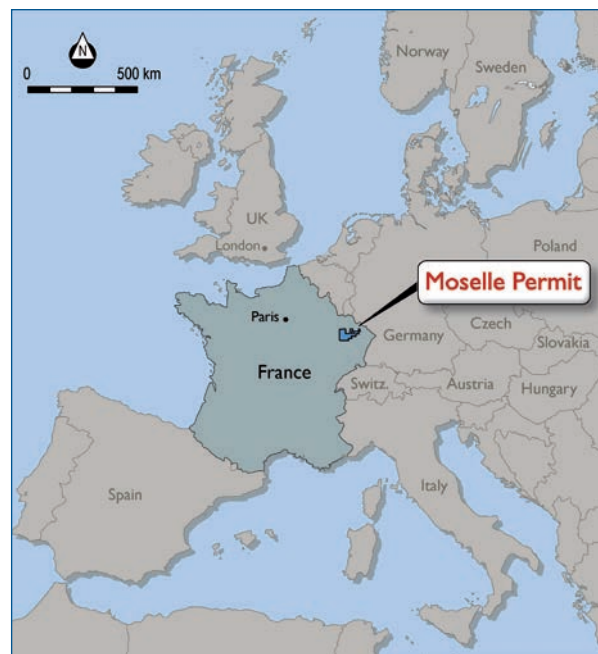 N
0 500 km
Norway
Sweden
UK
London
Poland
Moselle Permit
Paris
Germany
Czech
Slovakia
France
Switz.
Austria
Hungary
Spain
Italy